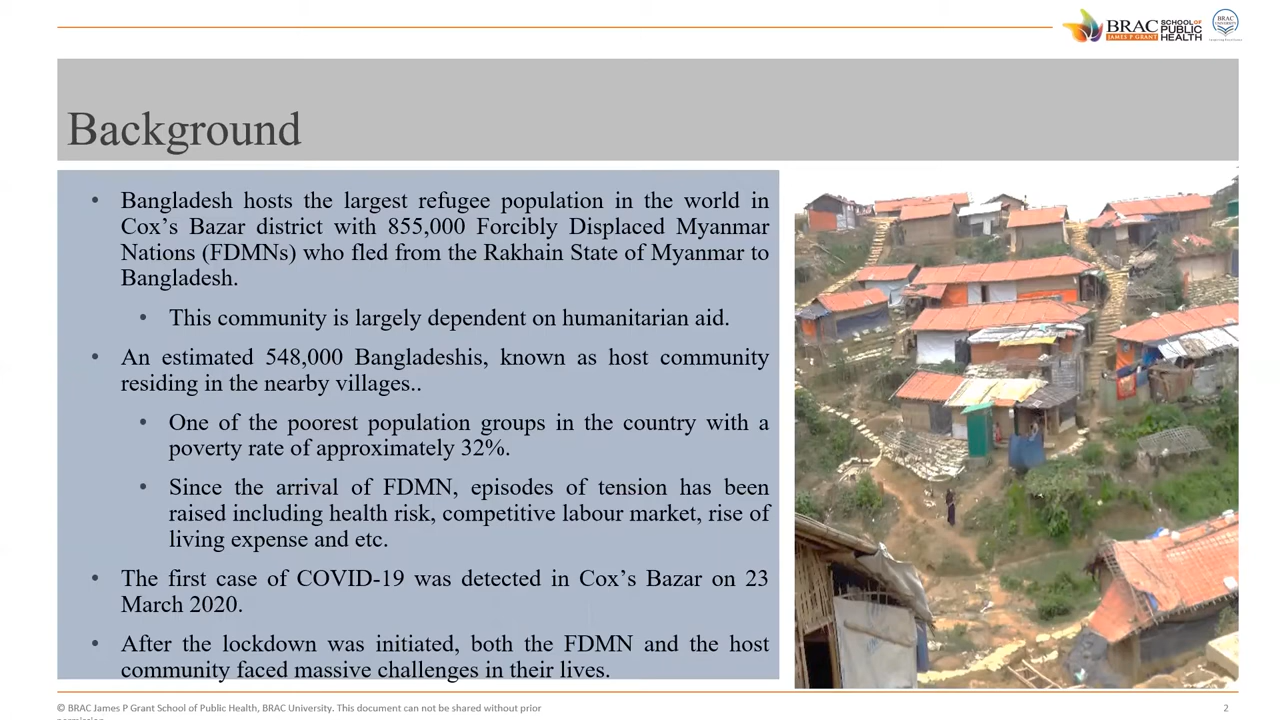 BRAC
JAMES P GRANT
SCHOOL OF
PUBLIC
HEALTH
BRAC
UNIVERSITY
Background
• Bangladesh hosts the largest refugee population in the world in
Cox's Bazar district with 855,000 Forcibly Displaced Myanmar
Nations (FDMNs) who fled from the Rakhain State of Myanmar to
Bangladesh.
• This community is largely dependent on humanitarian aid.
• An estimated 548,000 Bangladeshis, known as host community
residing in the nearby villages..
• One of the poorest population groups in the country with a
poverty rate of approximately 32%.
• Since the arrival of FDMN, episodes of tension has been
raised including health risk, competitive labour market, rise of
living expense and etc.
• The first case of COVID-19 was detected in Cox's Bazar on 23
March 2020.
• After the lockdown was initiated, both the FDMN and the host
community faced massive challenges in their lives.
© BRAC James P Grant School of Public Health, BRAC University. This document can not be shared without prior
2